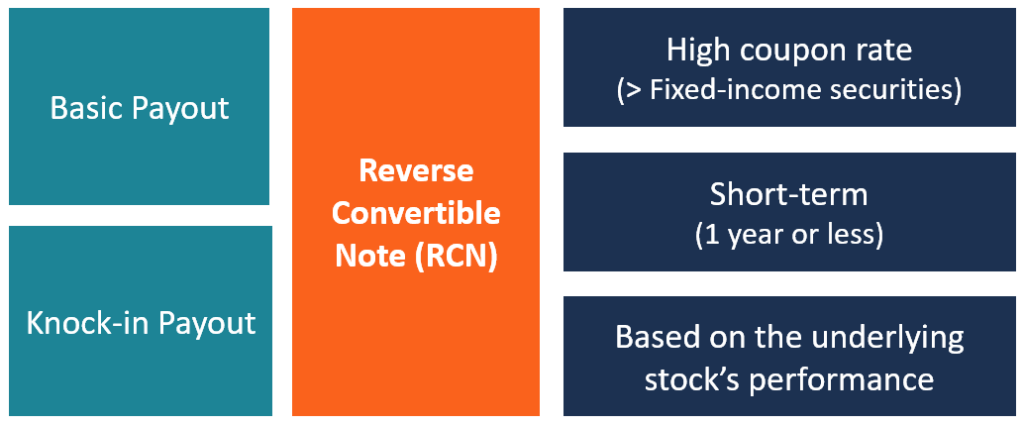 Basic Payout
Knock-in Payout
Reverse
Convertible
Note (RCN)
High coupon rate
(> Fixed-income securities)
Short-term
(1 year or less)
Based on the underlying
stock's performance